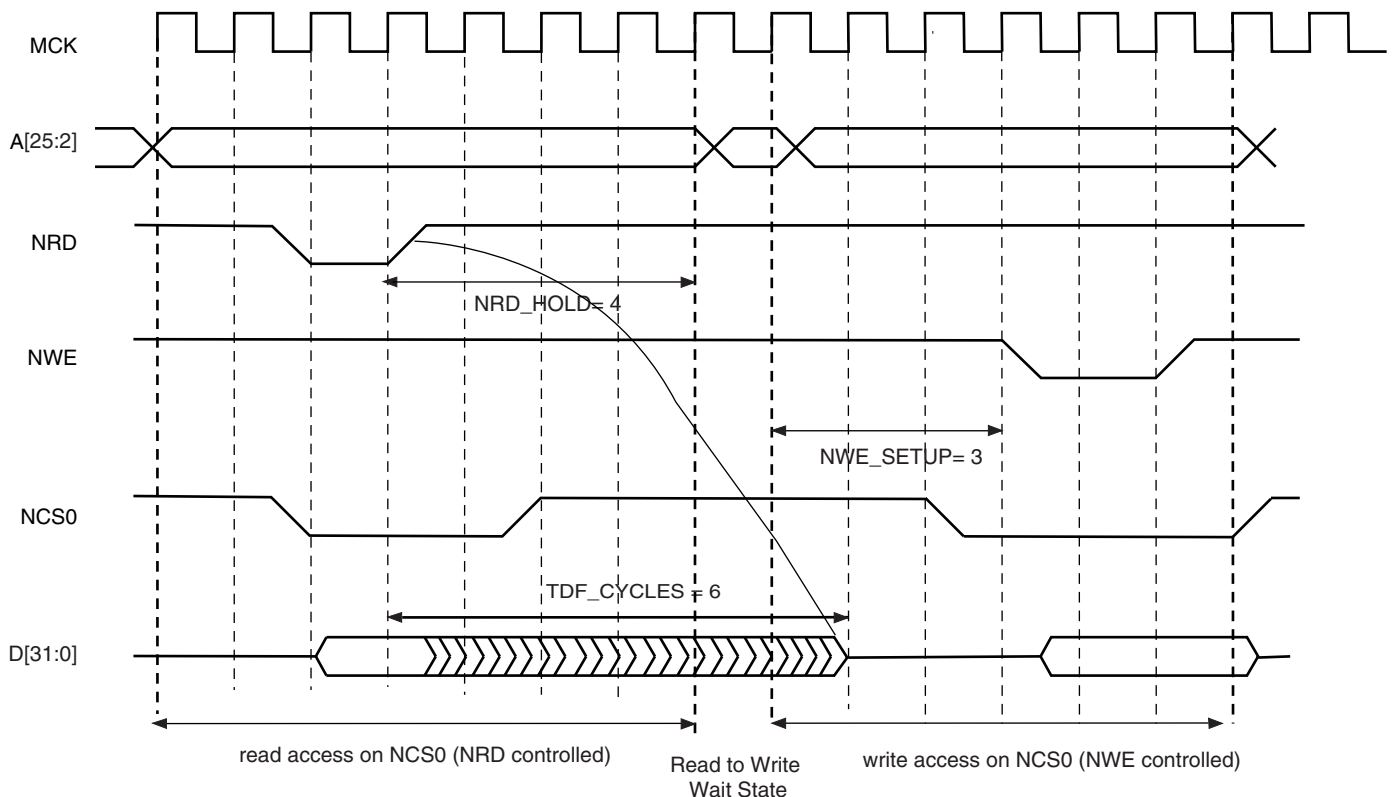 MCK
A[25:2]
NRD
NRD_HOLD= 4
NWE
NWE_SETUP= 3
NCS0
TDF_CYCLES = 6
D[31:0]
read access on NCS0 (NRD controlled)
Read to Write
Wait State
write access on NCS0 (NWE controlled)